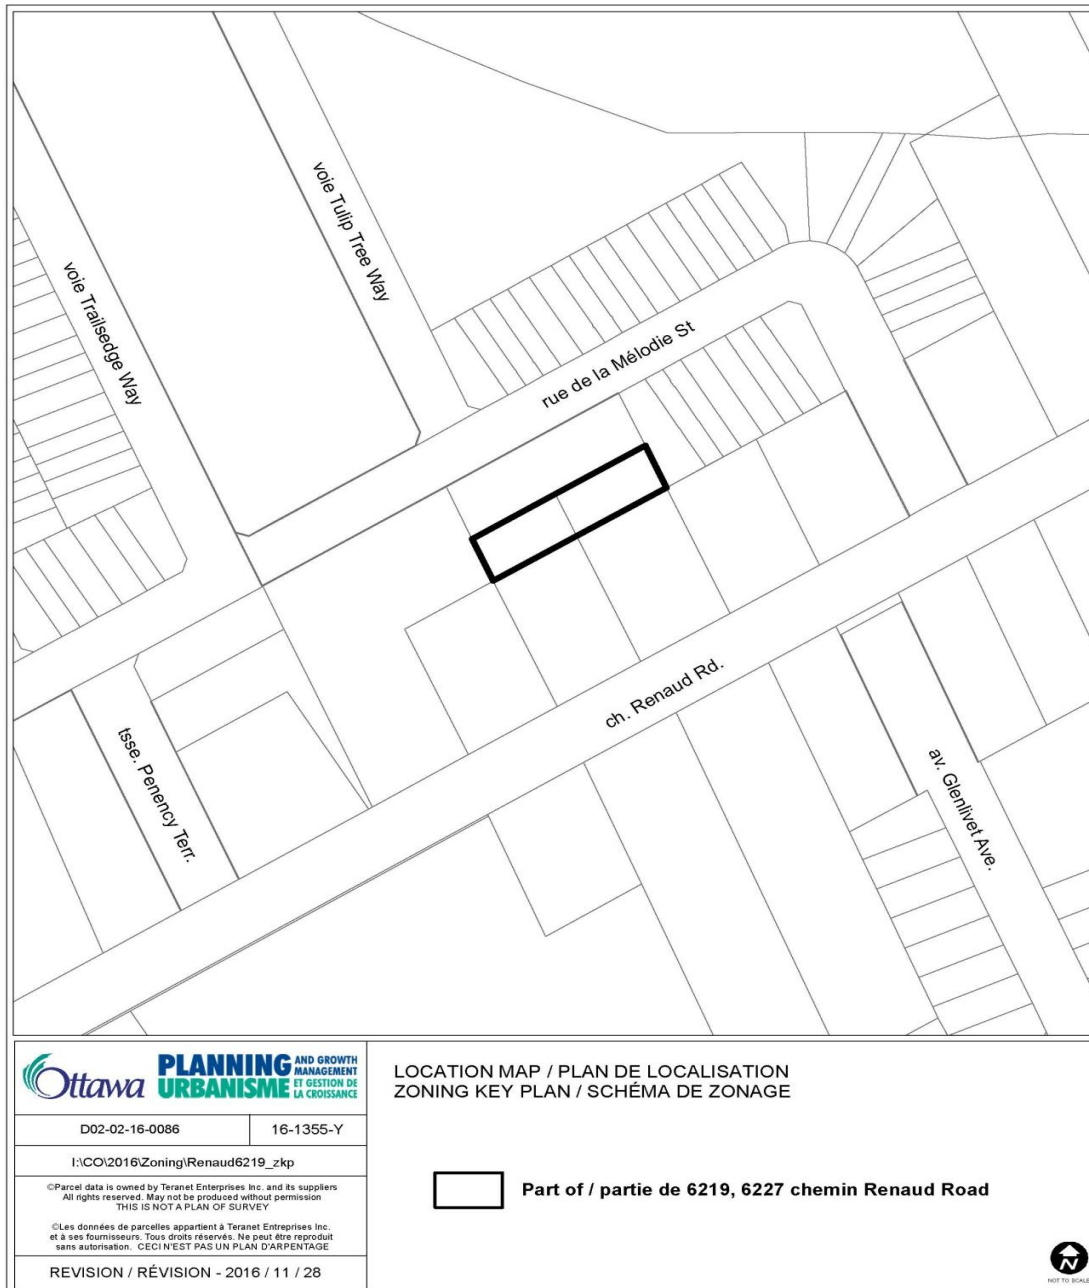 voie Tulip Tree Way
voie Trailsedge Way
rue de la Mélodie St
ch. Renaud Rd.
tsse. Penency Terr.
av. Glenlivet Ave.
Ottawa
PLANNING AND GROWTH MANAGEMENT
URBANISME ET GESTION DE LA CROISSANCE
D02-02-16-0086
16-1355-Y
I:\CO\2016\Zoning\Renaud6219_zkp
©Parcel data is owned by Teranet Enterprises Inc. and its suppliers
All rights reserved. May not be produced without permission
THIS IS NOT A PLAN OF SURVEY
©Les données de parcelles appartient à Teranet Entreprises Inc.
et à ses fournisseurs. Tous droits réservés. Ne peut être reproduit
sans autorisation. CECI N'EST PAS UN PLAN D'ARPENTAGE
REVISION / RÉVISION - 2016 / 11 / 28
LOCATION MAP / PLAN DE LOCALISATION
ZONING KEY PLAN / SCHÉMA DE ZONAGE
Part of / partie de 6219, 6227 chemin Renaud Road
N
NOT TO SCALE